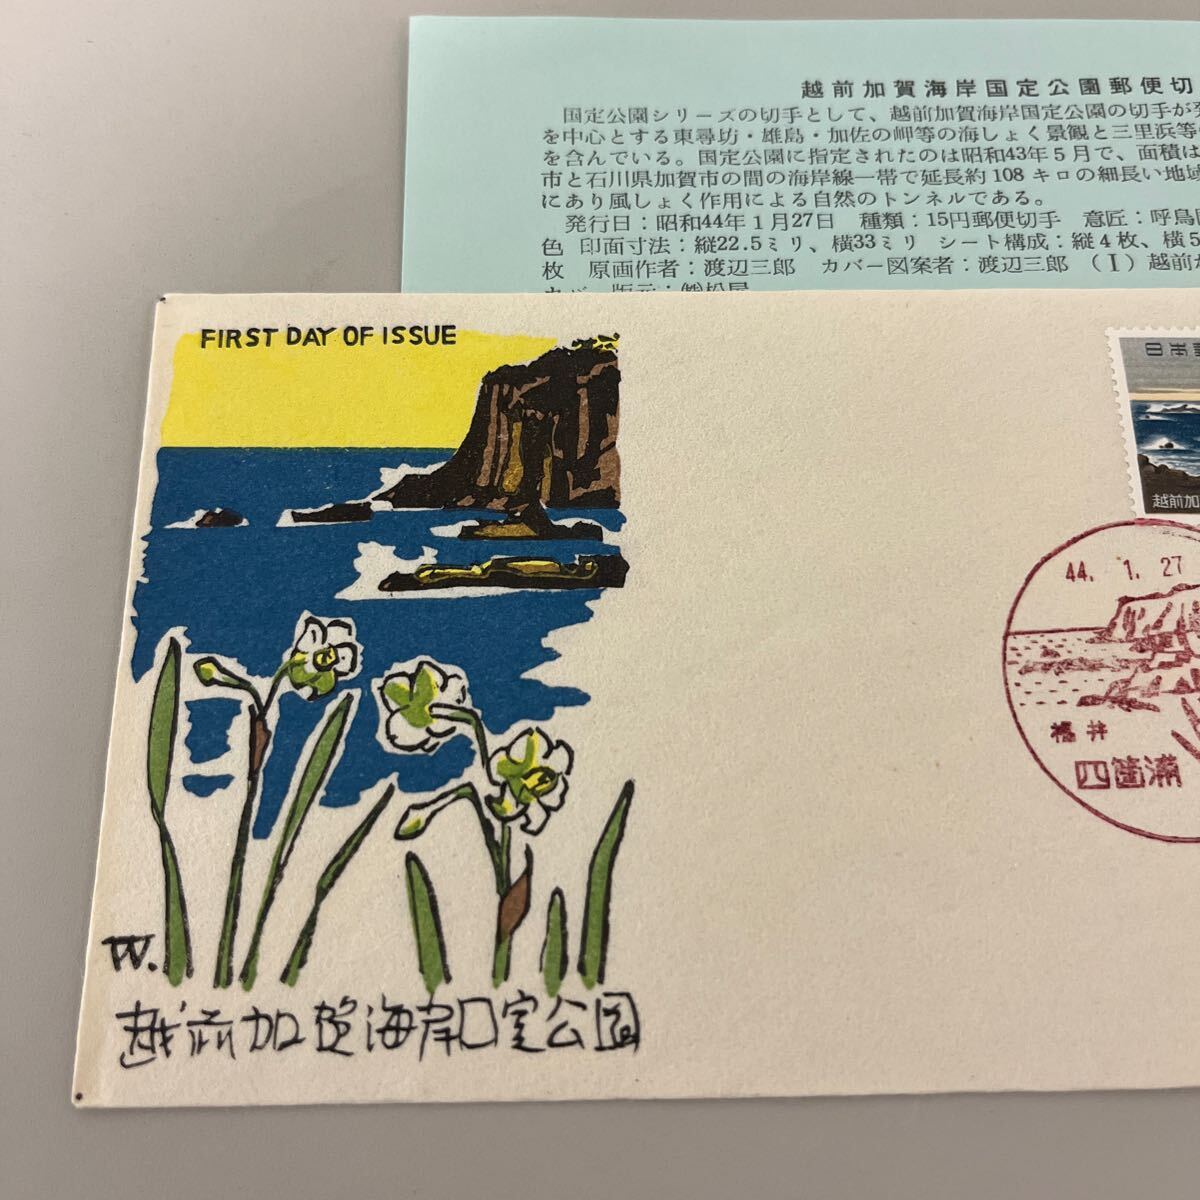 越前加賀海岸国定公園郵便切
国定公園シリーズの切手として、越前加賀海岸国定公園の切手が
を中心とする東尋坊・雄島・加佐の岬等の海しょく景観と三里浜等
を含んでいる。国定公園に指定されたのは昭和43年5月で、面積は
市と石川県加賀市の間の海岸線一帯で延長約108キロの細長い地域
にあり風しょく作用による自然のトンネルである。
発行日：昭和44年1月27日 種類：15円郵便切手 意匠：呼鳥
色 印面寸法：縦22.5ミリ、横33ミリ シート構成：縦4枚、横5
枚 原画作者：渡辺三郎 カバー図案者：渡辺三郎 (I) 越前
カバー版元：㈱松屋
FIRST DAY OF ISSUE
日本
越前加
44. 1. 27
福井
四箇浦
W.
越前加賀海岸口定公園